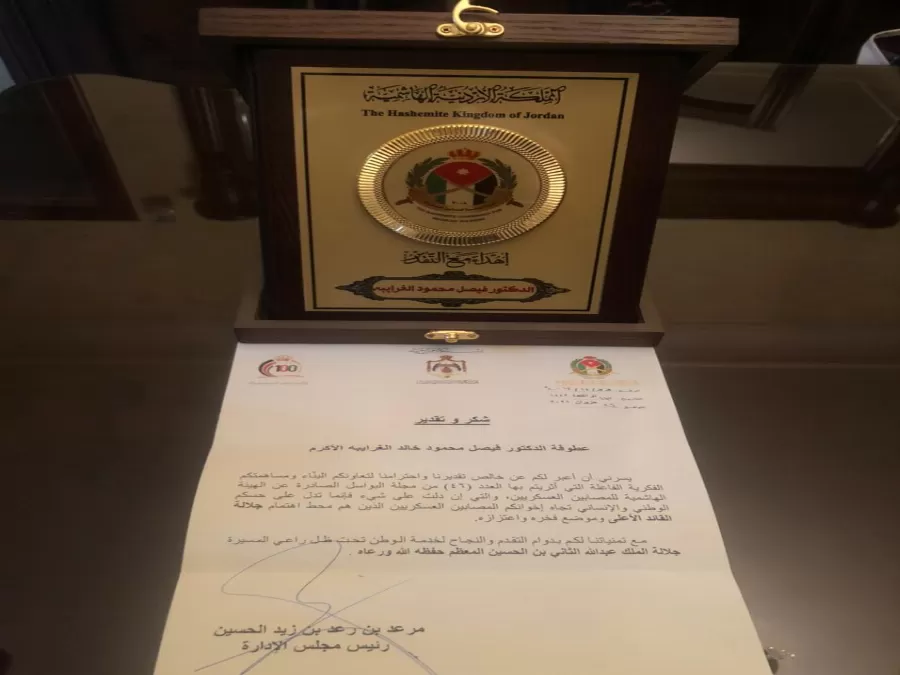 المملكة الأردنية الهاشمية
The Hashemite Kingdom of Jordan
إهداء مع التقدير
الدكتور فيصل محمود الغرايبه
100
شكر و تقدير
عطوفة الدكتور فيصل محمود خالد الغرايبه الأكرم
يسرني أن أعبر لكم عن خالص تقديرنا واحترامنا لتعاونكم البنّاء ومساهمتكم
الفكرية الفاعلة التي أثريتم بها العدد (٤٦) من مجلة البواسل الصادرة عن الهيئة
الهاشمية للمصابين العسكريين، والتي إن دلت على شيء فإنما تدل على حسكم
الوطني والإنساني تجاه إخوانكم المصابين العسكريين الذين هم محط اهتمام جلالة
القائد الأعلى وموضع فخره واعتزازه.
مع تمنياتنا لكم بدوام التقدم والنجاح لخدمة الوطن تحت ظل راعي المسيرة
جلالة الملك عبدالله الثاني بن الحسين المعظم حفظه الله ورعاه .
مرعد بن رعد بن زيد الحسين
رئيس مجلس الإدارة